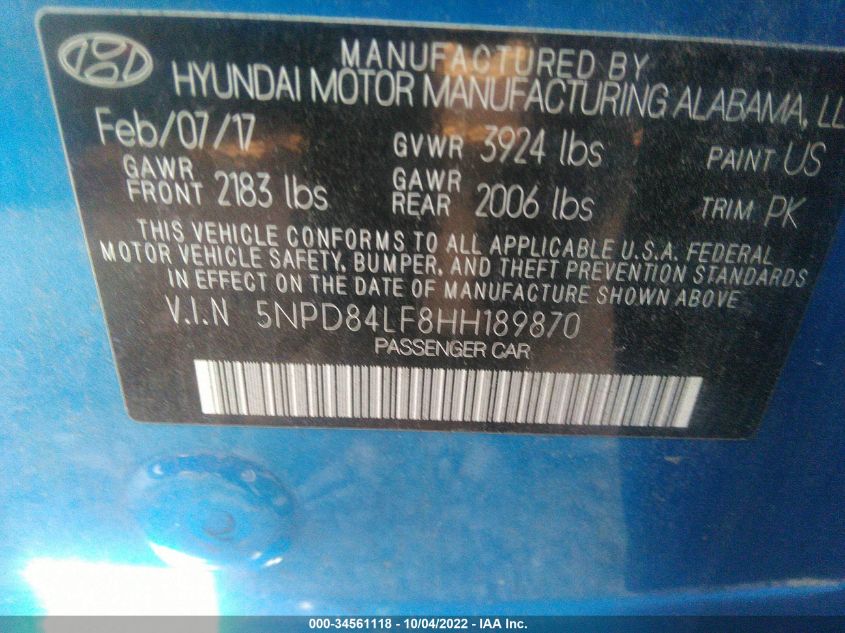 MANUFACTURED BY
HYUNDAI MOTOR MANUFACTURING ALABAMA, LL
Feb/07/17 GVWR 3924 lbs PAINT US
GAWR FRONT 2183 lbs GAWR REAR 2006 lbs TRIM PK
THIS VEHICLE CONFORMS TO ALL APPLICABLE U.S.A. FEDERAL
MOTOR VEHICLE SAFETY, BUMPER, AND THEFT PREVENTION STANDARDS
IN EFFECT ON THE DATE OF MANUFACTURE SHOWN ABOVE.
V.I.N 5NPD84LF8HH189870
PASSENGER CAR
000-34561118 - 10/04/2022 - IAA Inc.